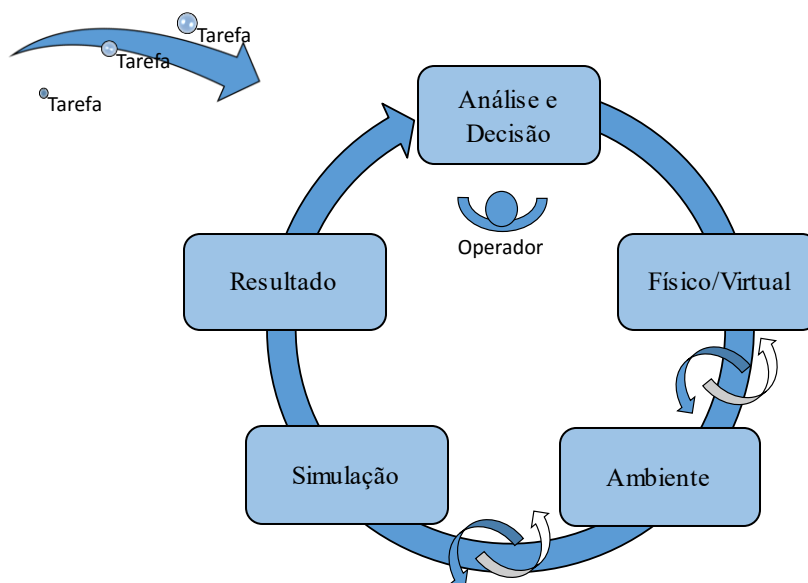 Tarefa
Tarefa
Tarefa
Análise e
Decisão
Operador
Resultado
Físico/Virtual
Simulação
Ambiente